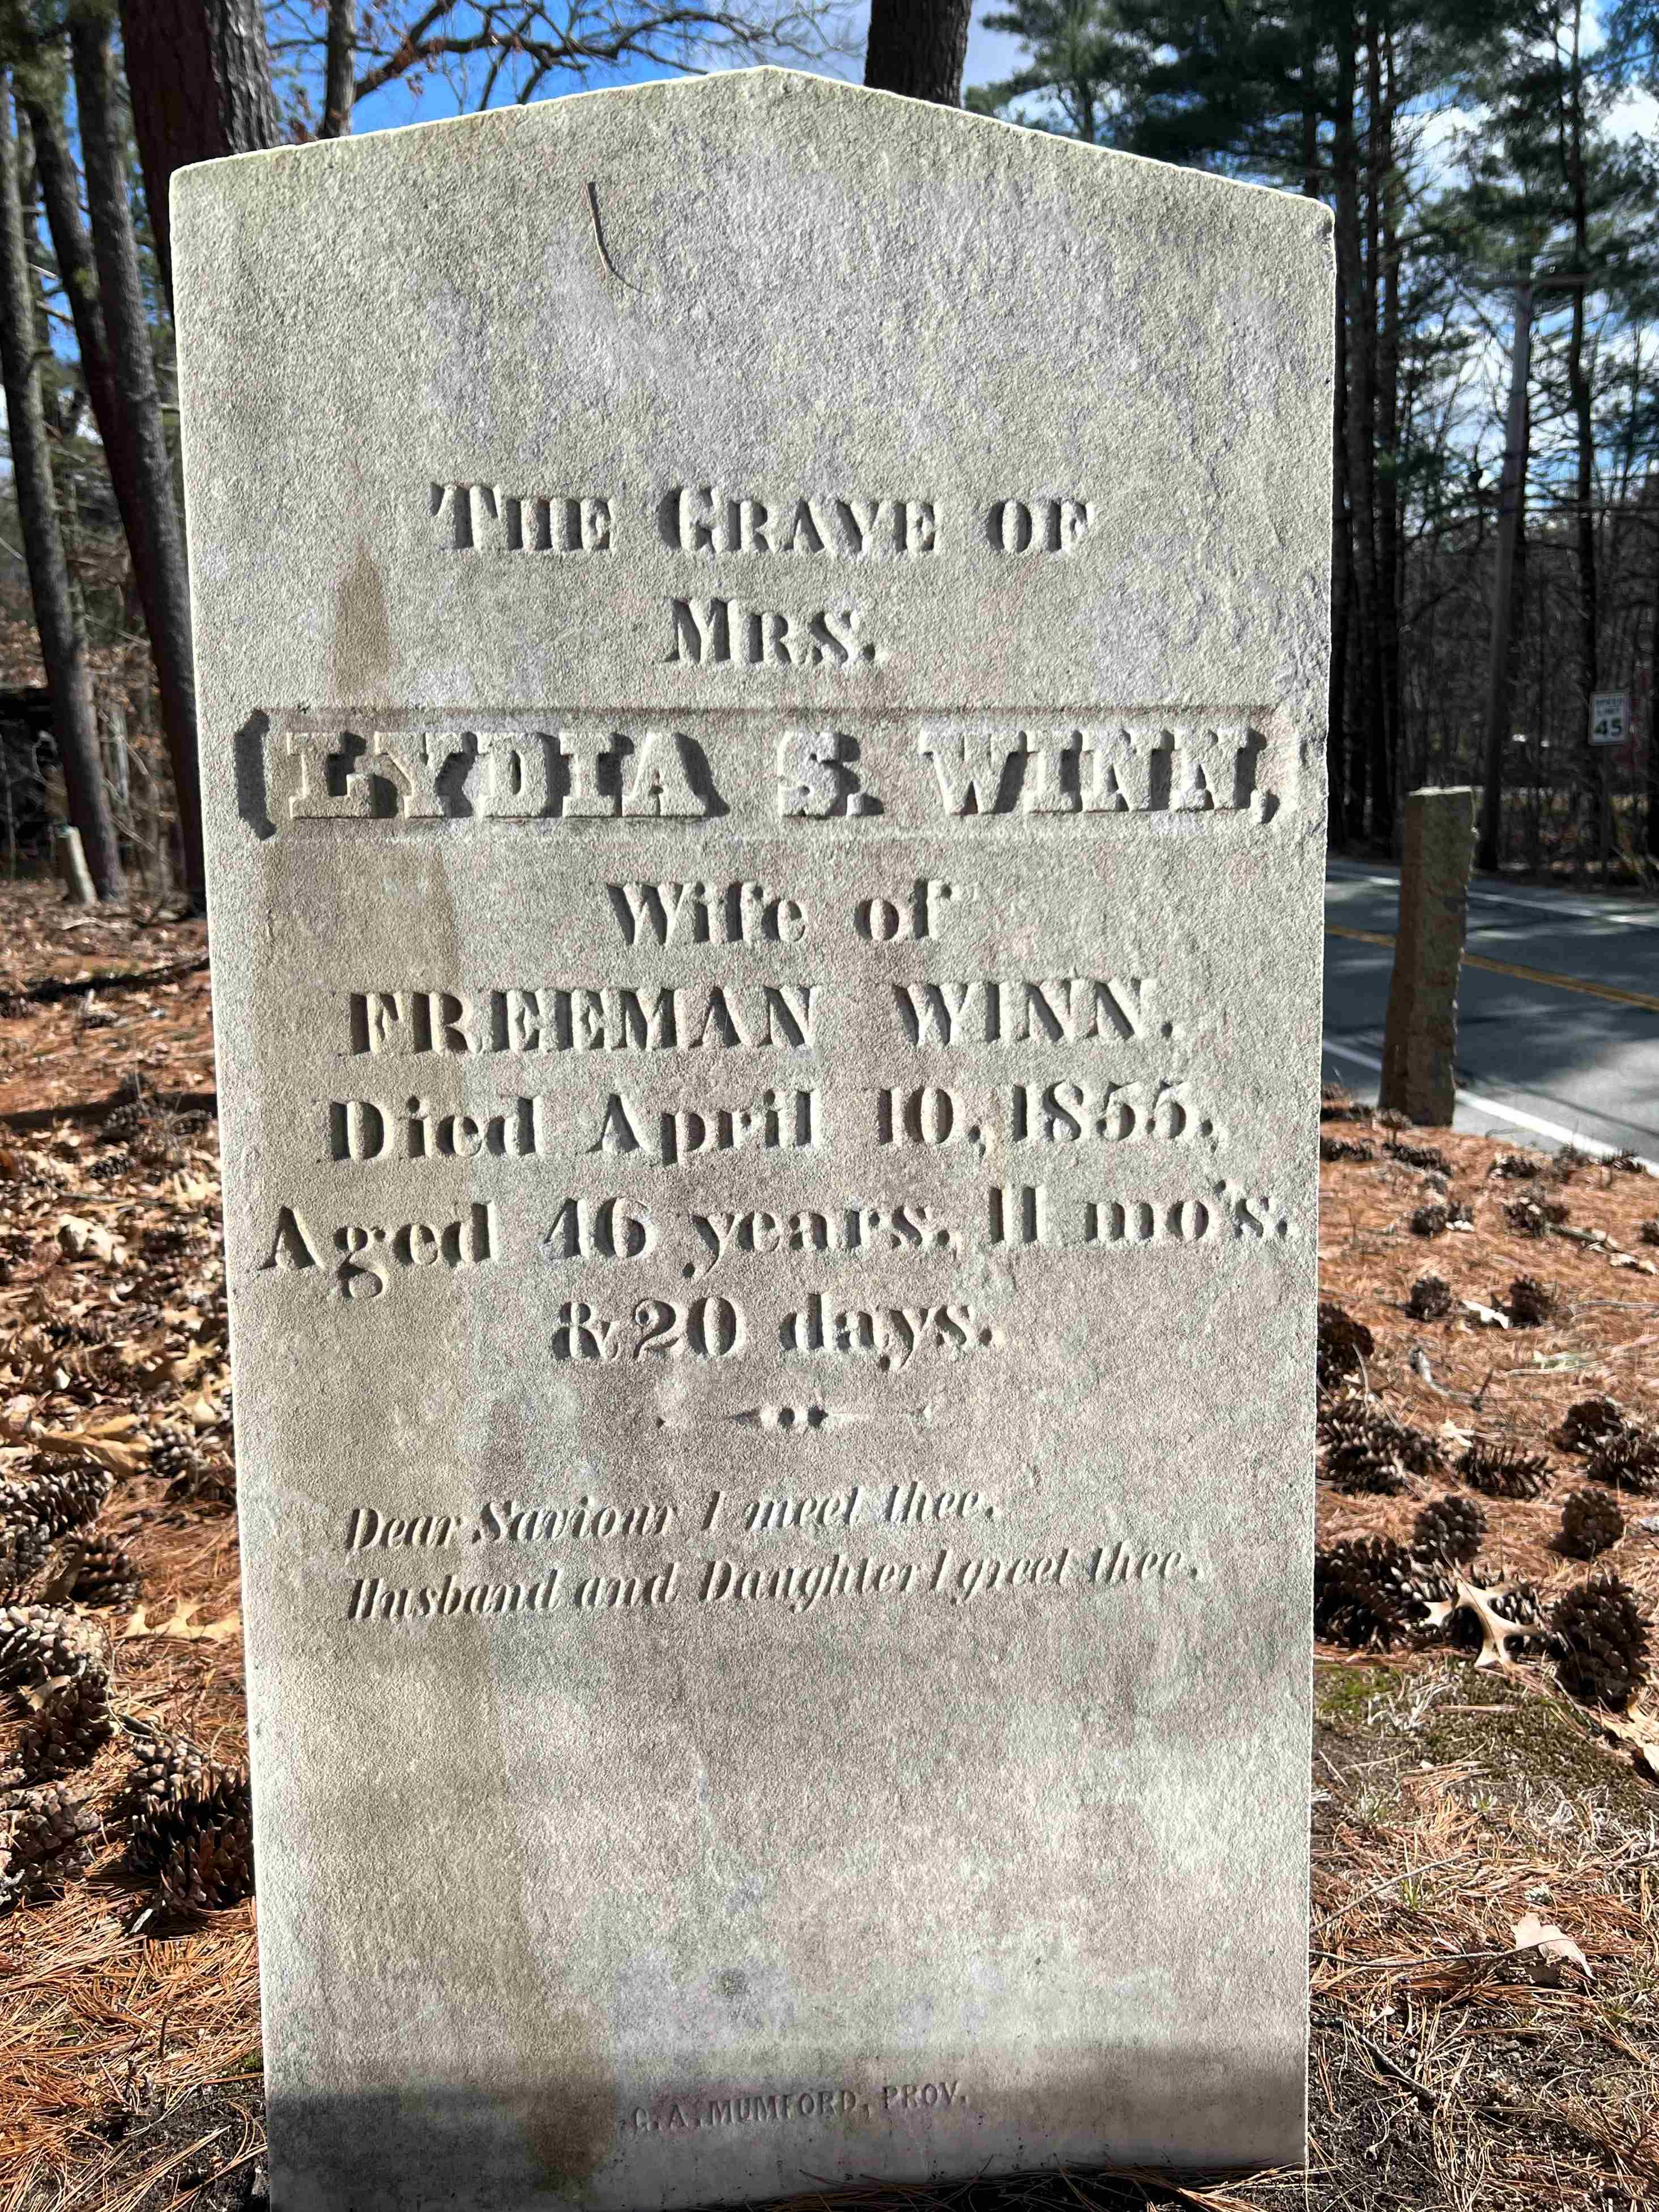 THE GRAVE OF
MRS.
LYDIA S. WINN,
Wife of
FREEMAN WINN.
Died April 10, 1855,
Aged 46 years, 11 mo's.
& 20 days.
Dear Saviour I meet thee.
Husband and Daughter I greet thee.
MUMFORD, PROV.
45